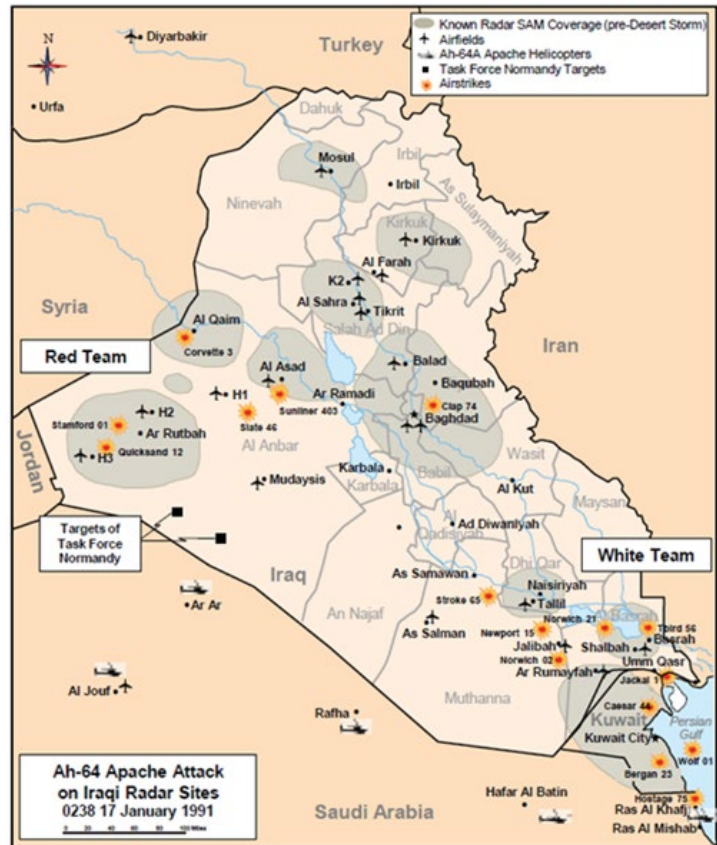 Known Radar SAM Coverage (pre-Desert Storm)
Airfields
Ah-64A Apache Helicopters
Task Force Normandy Targets
Airstrikes
N
Diyarbakir
Turkey
Urfa
Dahuk
Mosul
Irbil
Irbil
Ninevah
As Sulaymaniyah
Kirkuk
Kirkuk
Al Farah
K2
Al Sahra
Tikrit
Salah Ad Din
Syria
Iran
Al Qaim
Corvette 3
Red Team
Al Asad
Balad
Baqubah
Ar Ramadi
H1
Sunliner 403
Clap 74
Baghdad
Slate 46
H2
Stamford 01
Ar Rutbah
Al Anbar
Jordan
H3
Quicksand 12
Karbala
Babil
Wasit
Mudaysis
Karbala
Al Kut
Maysan
Targets of
Task Force
Normandy
Al
Qadisiyah
Ad Diwaniyah
Dhi Qar
White Team
Iraq
As Samawan
Naisiriyah
Tallil
Ar Ar
An Najaf
Stroke 65
Norwich 21
Basrah
Tbird 56
As Salman
Newport 15
Basrah
Jalibah
Shalbah
Norwich 02
Umm Qasr
Ar Rumayfah
Jackal 1
Al Jouf
Muthanna
Caesar 44
Rafha
Kuwait
Persian
Gulf
Kuwait City
Wolf 01
Bergan 23
Ah-64 Apache Attack
on Iraqi Radar Sites
0238 17 January 1991
Hafar Al Batin
Hostage 75
Ras Al Khafji
Saudi Arabia
Ras Al Mishab